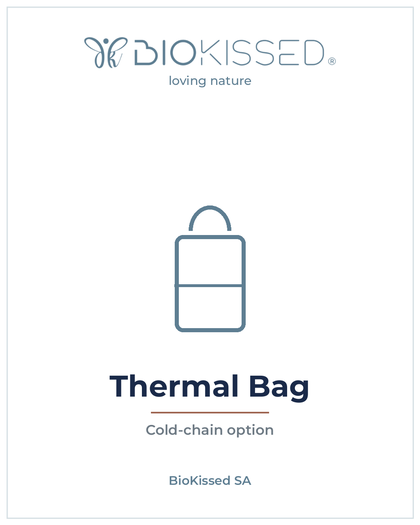 BIOKISSED®
loving nature
Thermal Bag
Cold-chain option
BioKissed SA